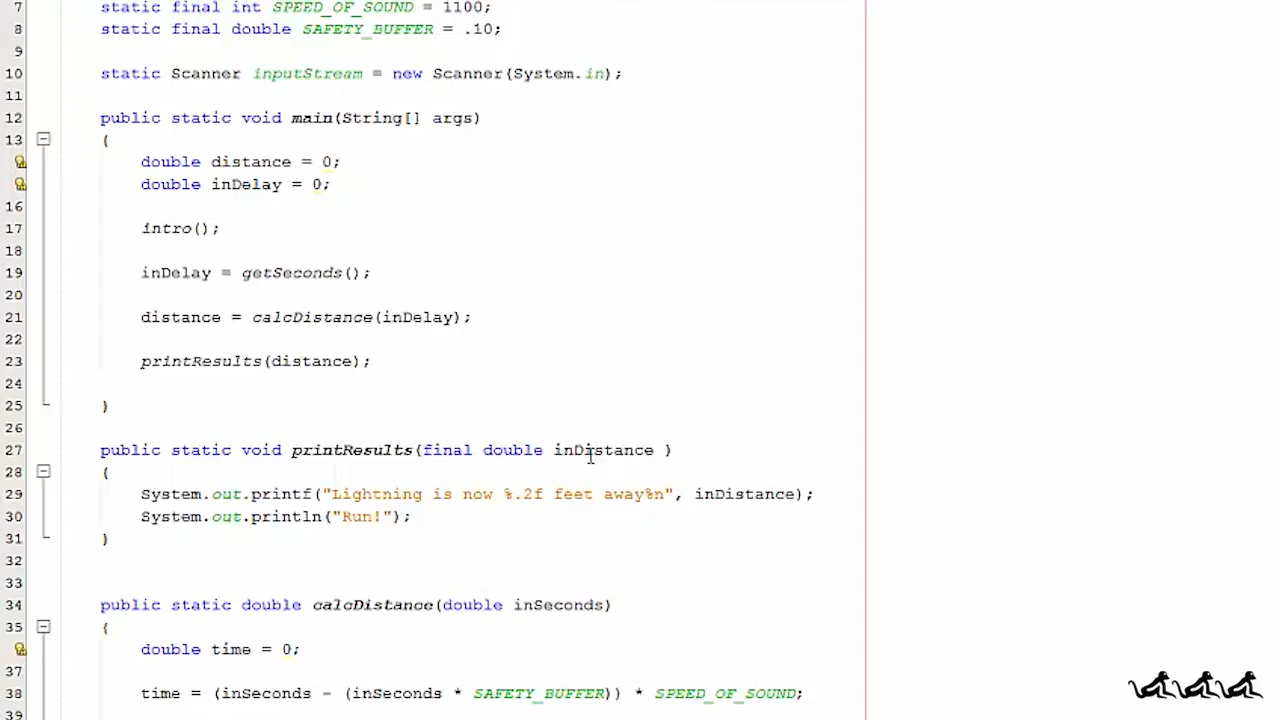 7 static final int SPEED_OF_SOUND = 1100;
8 static final double SAFETY_BUFFER = .10;
9
10 static Scanner inputStream = new Scanner(System.in);
11
12 public static void main(String[] args)
13 {
double distance = 0;
double inDelay = 0;
16
17 intro();
18
19 inDelay = getSeconds();
20
21 distance = calcDistance(inDelay);
22
23 printResults(distance);
24
25 }
26
27 public static void printResults(final double inDistance )
28 {
29 System.out.printf("Lightning is now %.2f feet away%n", inDistance);
30 System.out.println("Run!");
31 }
32
33
34 public static double calcDistance(double inSeconds)
35 {
double time = 0;
37
38 time = (inSeconds - (inSeconds * SAFETY_BUFFER)) * SPEED_OF_SOUND;
39